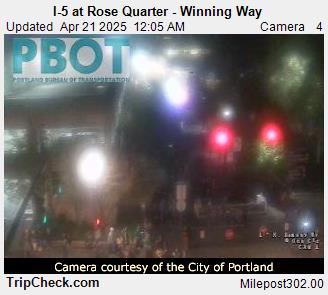 I-5 at Rose Quarter - Winning Way
Updated Apr 21 2025 12:05 AM Camera 4
PBOT
PORTLAND BUREAU OF TRANSPORTATION
Camera courtesy of the City of Portland
TripCheck.com Milepost302.00